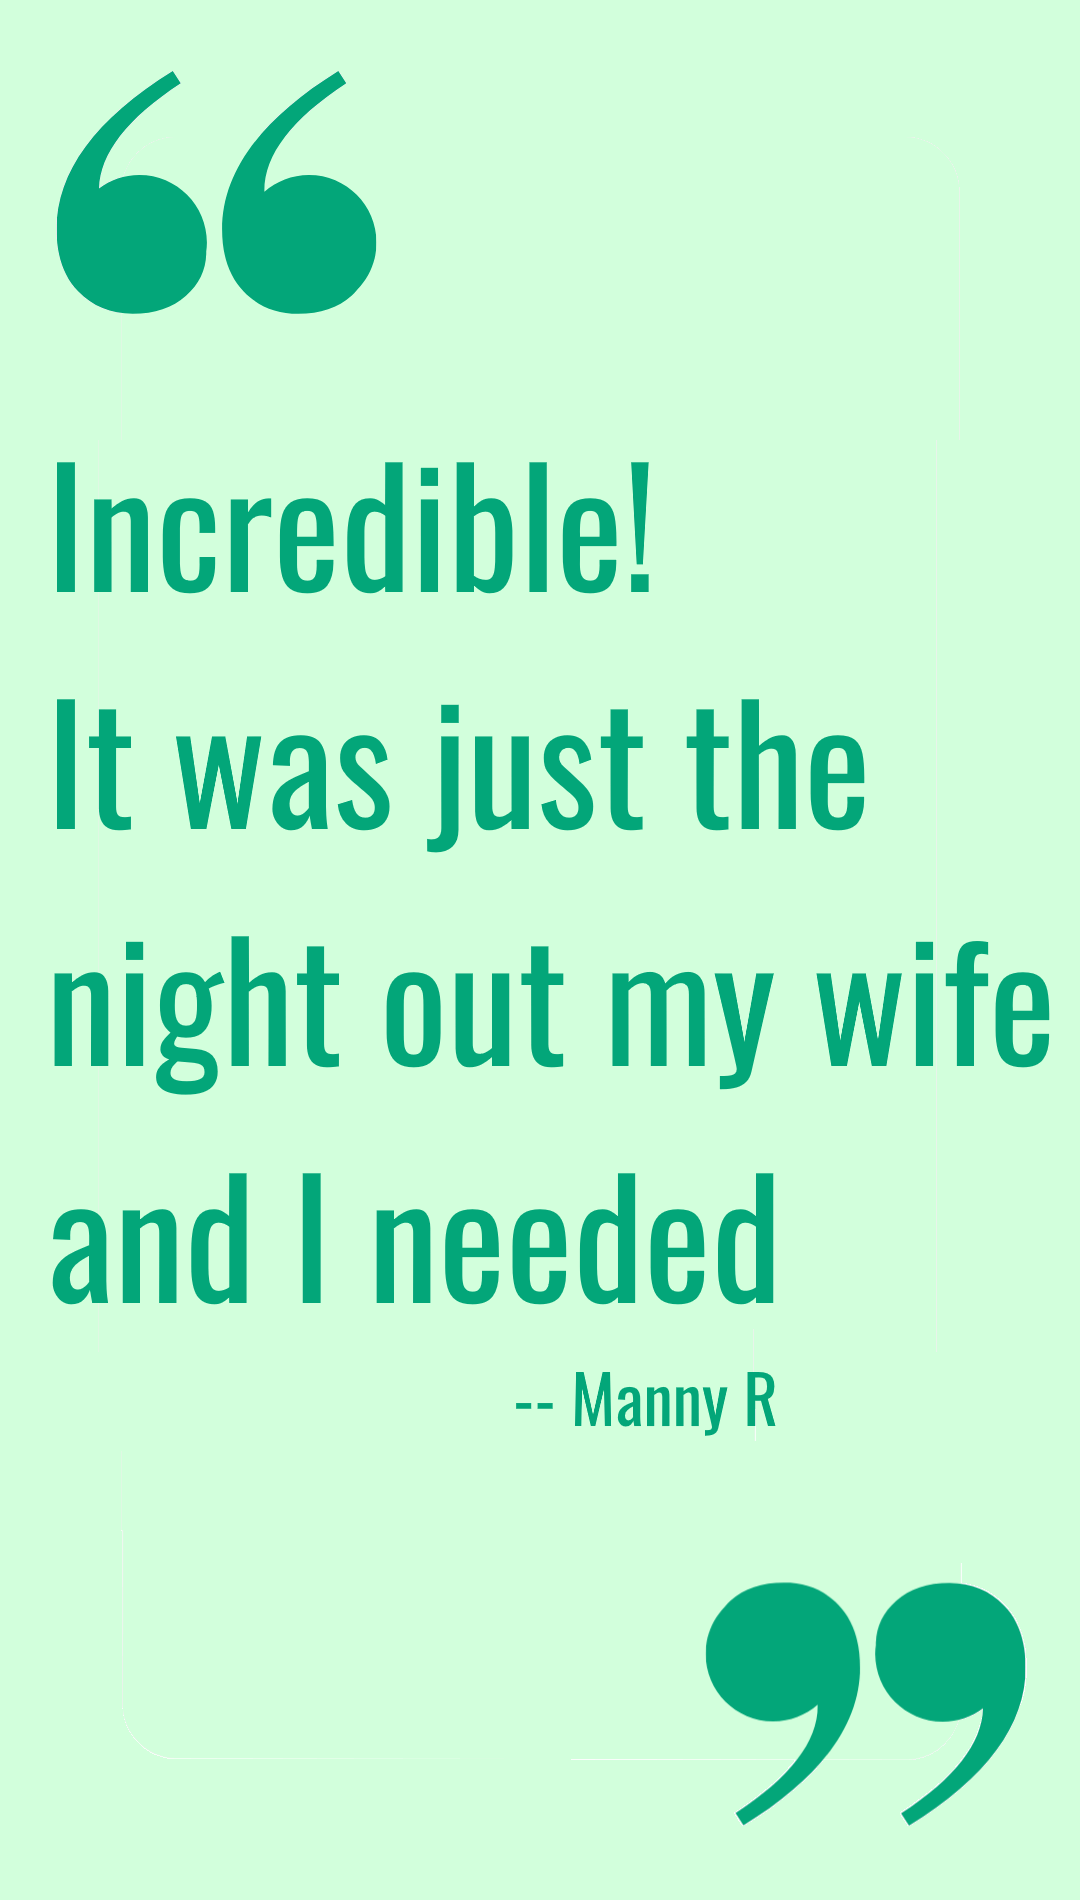 “
Incredible!
It was just the
night out my wife
and I needed
-- Manny R
”